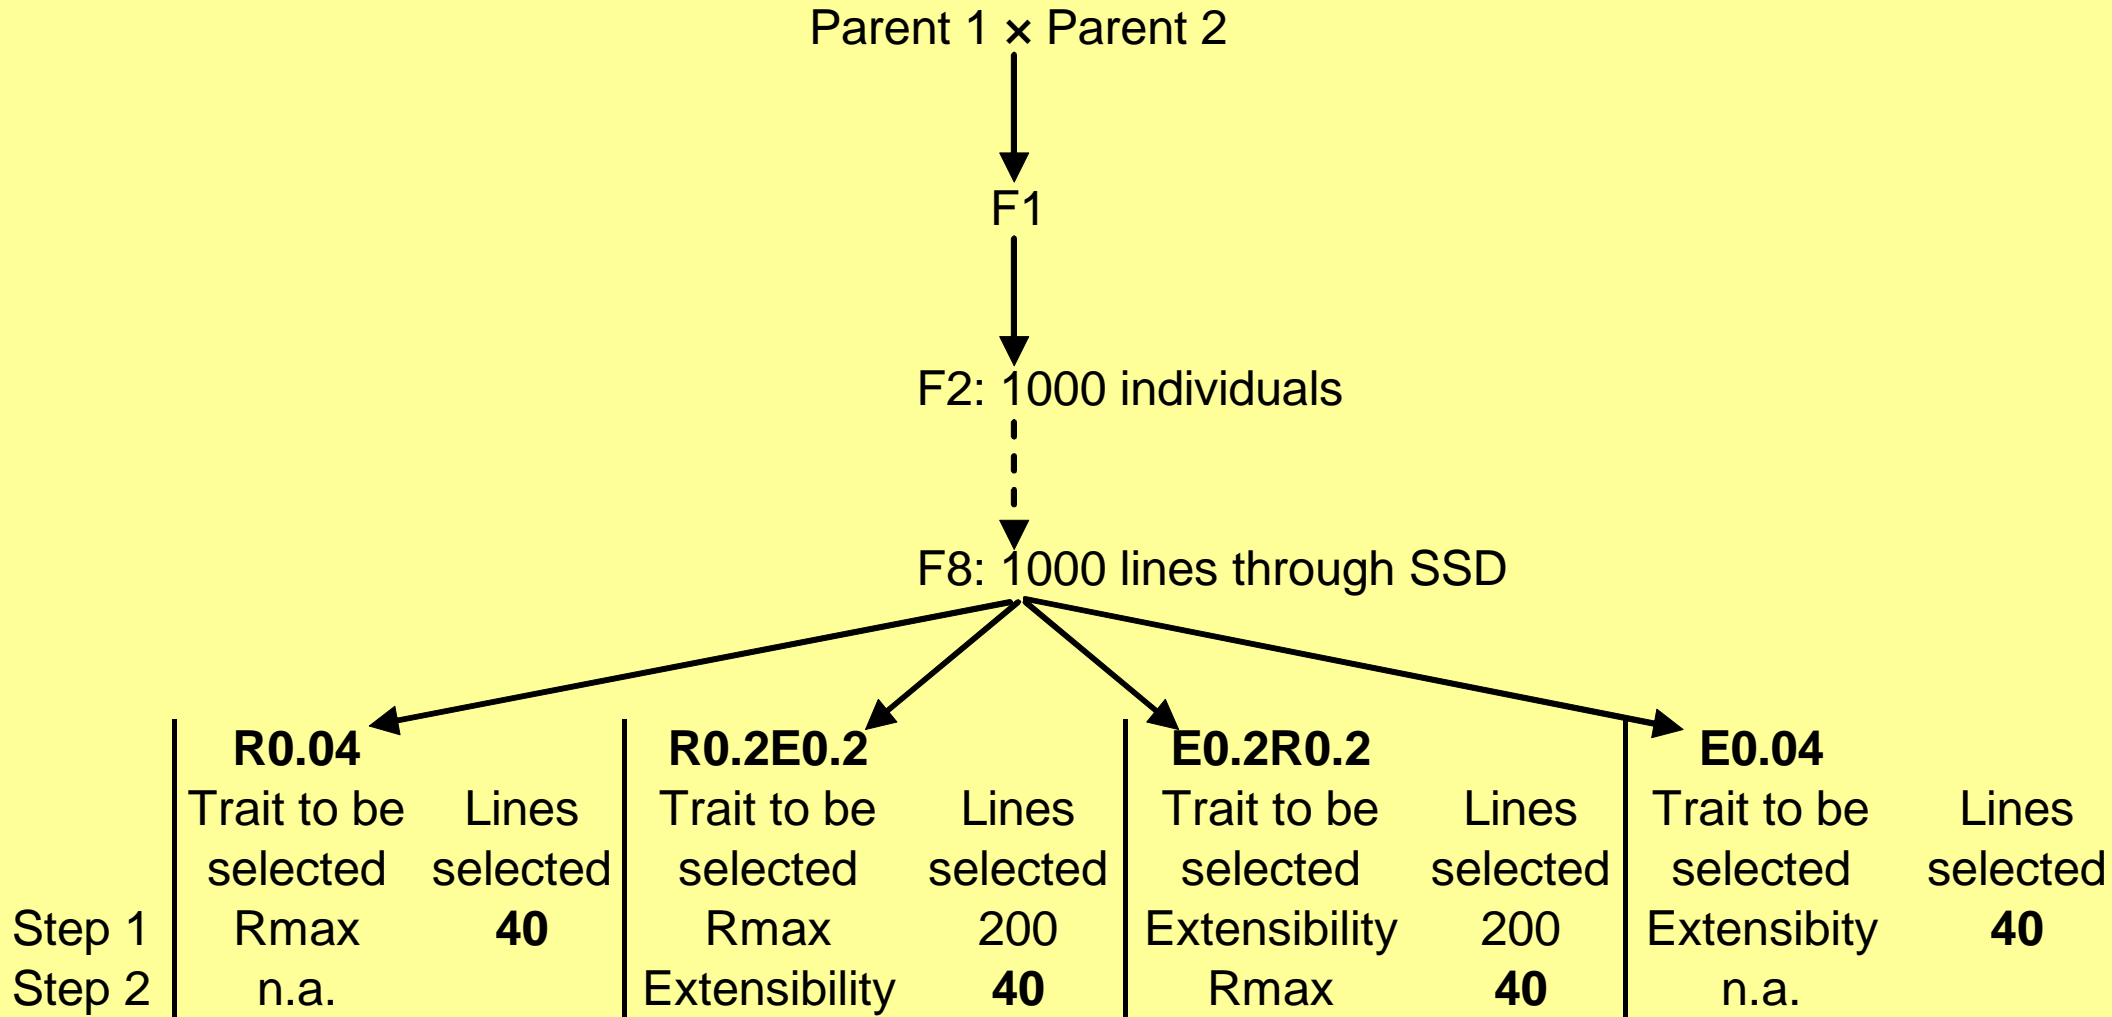 Parent 1 × Parent 2
F1
F2: 1000 individuals
F8: 1000 lines through SSD
R0.04 R0.2E0.2 E0.2R0.2 E0.04
Trait to be Lines Trait to be Lines Trait to be Lines Trait to be Lines
selected selected selected selected selected selected selected selected
Step 1 Rmax 40 Rmax 200 Extensibility 200 Extensibity 40
Step 2 n.a. Extensibility 40 Rmax 40 n.a.